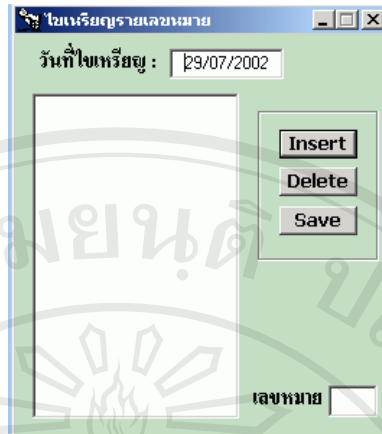 ไขเหรียญรายเลขหมาย
วันที่ไขเหรียญ : 29/07/2002
Insert
Delete
Save
เลขหมาย